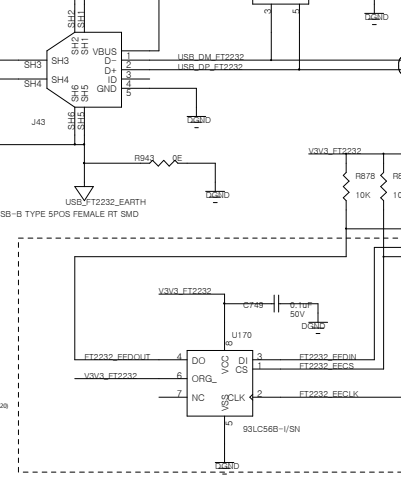 3
5
DGND
SH2
SH1
SH2
SH1
VBUS
1
USB_DM_FT2232
SH3
SH3
D-
2
USB_DP_FT2232
D+
3
SH4
SH4
ID
4
GND
5
SH6
SH5
J43
SH6
SH5
DGND
R943
0E
V3V3_FT2232
R878
10K
DGND
USB_FT2232_EARTH
SB-B TYPE 5POS FEMALE RT SMD
V3V3_FT2232
C749
0.1uF
50V
DGND
U170
8
FT2232_EEDOUT
4
DO
VCC
DI
3
FT2232_EEDIN
CS
1
FT2232_EECS
V3V3_FT2232
6
ORG_
7
NC
VSS
CLK
2
FT2232_EECLK
5
93LC56B-I/SN
20)
DGND